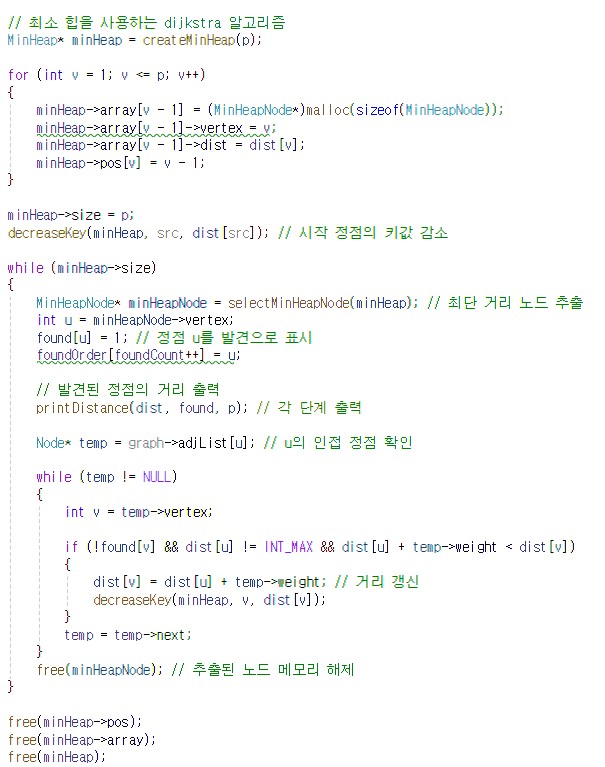 // 최소 힙을 사용하는 dijkstra 알고리즘
MinHeap* minHeap = createMinHeap(p);
for (int v = 1; v <= p; v++)
{
minHeap->array[v - 1] = (MinHeapNode*)malloc(sizeof(MinHeapNode));
minHeap->array[v - 1]->vertex = v;
minHeap->array[v - 1]->dist = dist[v];
minHeap->pos[v] = v - 1;
}
minHeap->size = p;
decreaseKey(minHeap, src, dist[src]); // 시작 정점의 키값 감소
while (minHeap->size)
{
MinHeapNode* minHeapNode = selectMinHeapNode(minHeap); // 최단 거리 노드 추출
int u = minHeapNode->vertex;
found[u] = 1; // 정점 u를 발견으로 표시
foundOrder[foundCount++] = u;
// 발견된 정점의 거리 출력
printDistance(dist, found, p); // 각 단계 출력
Node* temp = graph->adjList[u]; // u의 인접 정점 확인
while (temp != NULL)
{
int v = temp->vertex;
if (!found[v] && dist[u] != INT_MAX && dist[u] + temp->weight < dist[v])
{
dist[v] = dist[u] + temp->weight; // 거리 갱신
decreaseKey(minHeap, v, dist[v]);
}
temp = temp->next;
}
free(minHeapNode); // 추출된 노드 메모리 해제
}
free(minHeap->pos);
free(minHeap->array);
free(minHeap);